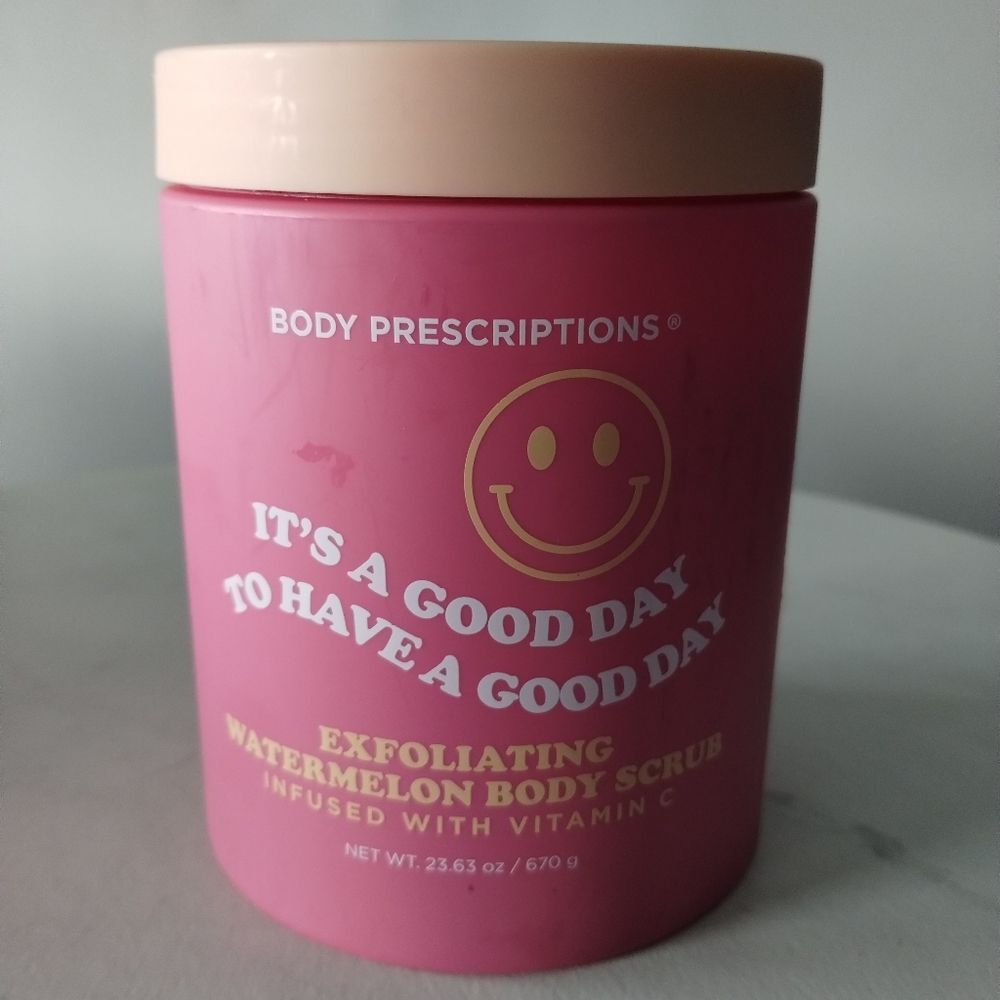 BODY PRESCRIPTIONS®
IT'S A GOOD DAY
TO HAVE A GOOD DAY
EXFOLIATING
WATERMELON BODY SCRUB
INFUSED WITH VITAMIN C
NET WT. 23.63 oz / 670 g